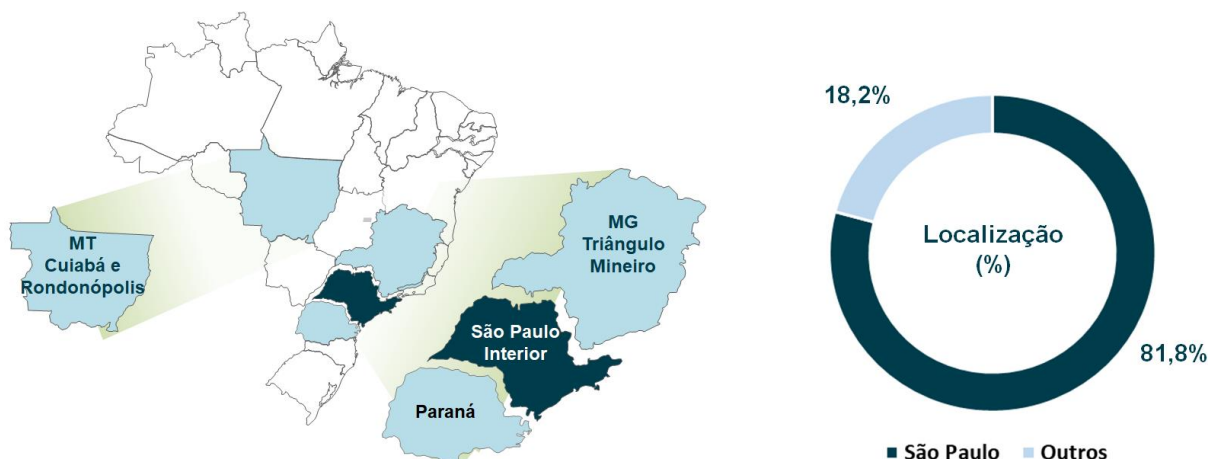 MT
Cuiabá e
Rondonópolis
MG
Triângulo
Mineiro
São Paulo
Interior
Paraná
18,2%
Localização
(%)
81,8%
São Paulo
Outros